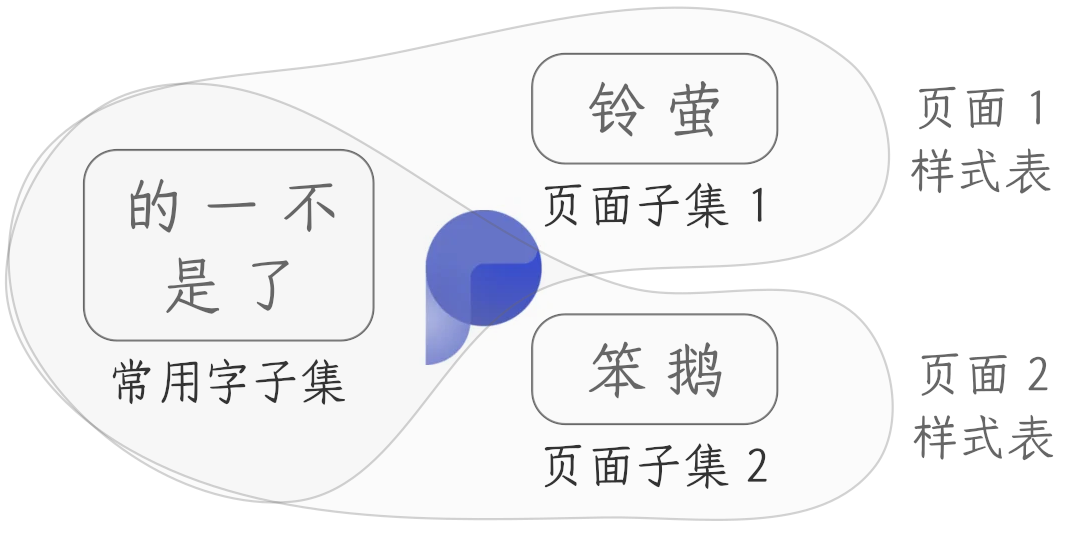 的 一 不
是 了
常用字子集
铃 萤
页面子集 1
页面 1
样式表
笨 鹅
页面子集 2
页面 2
样式表